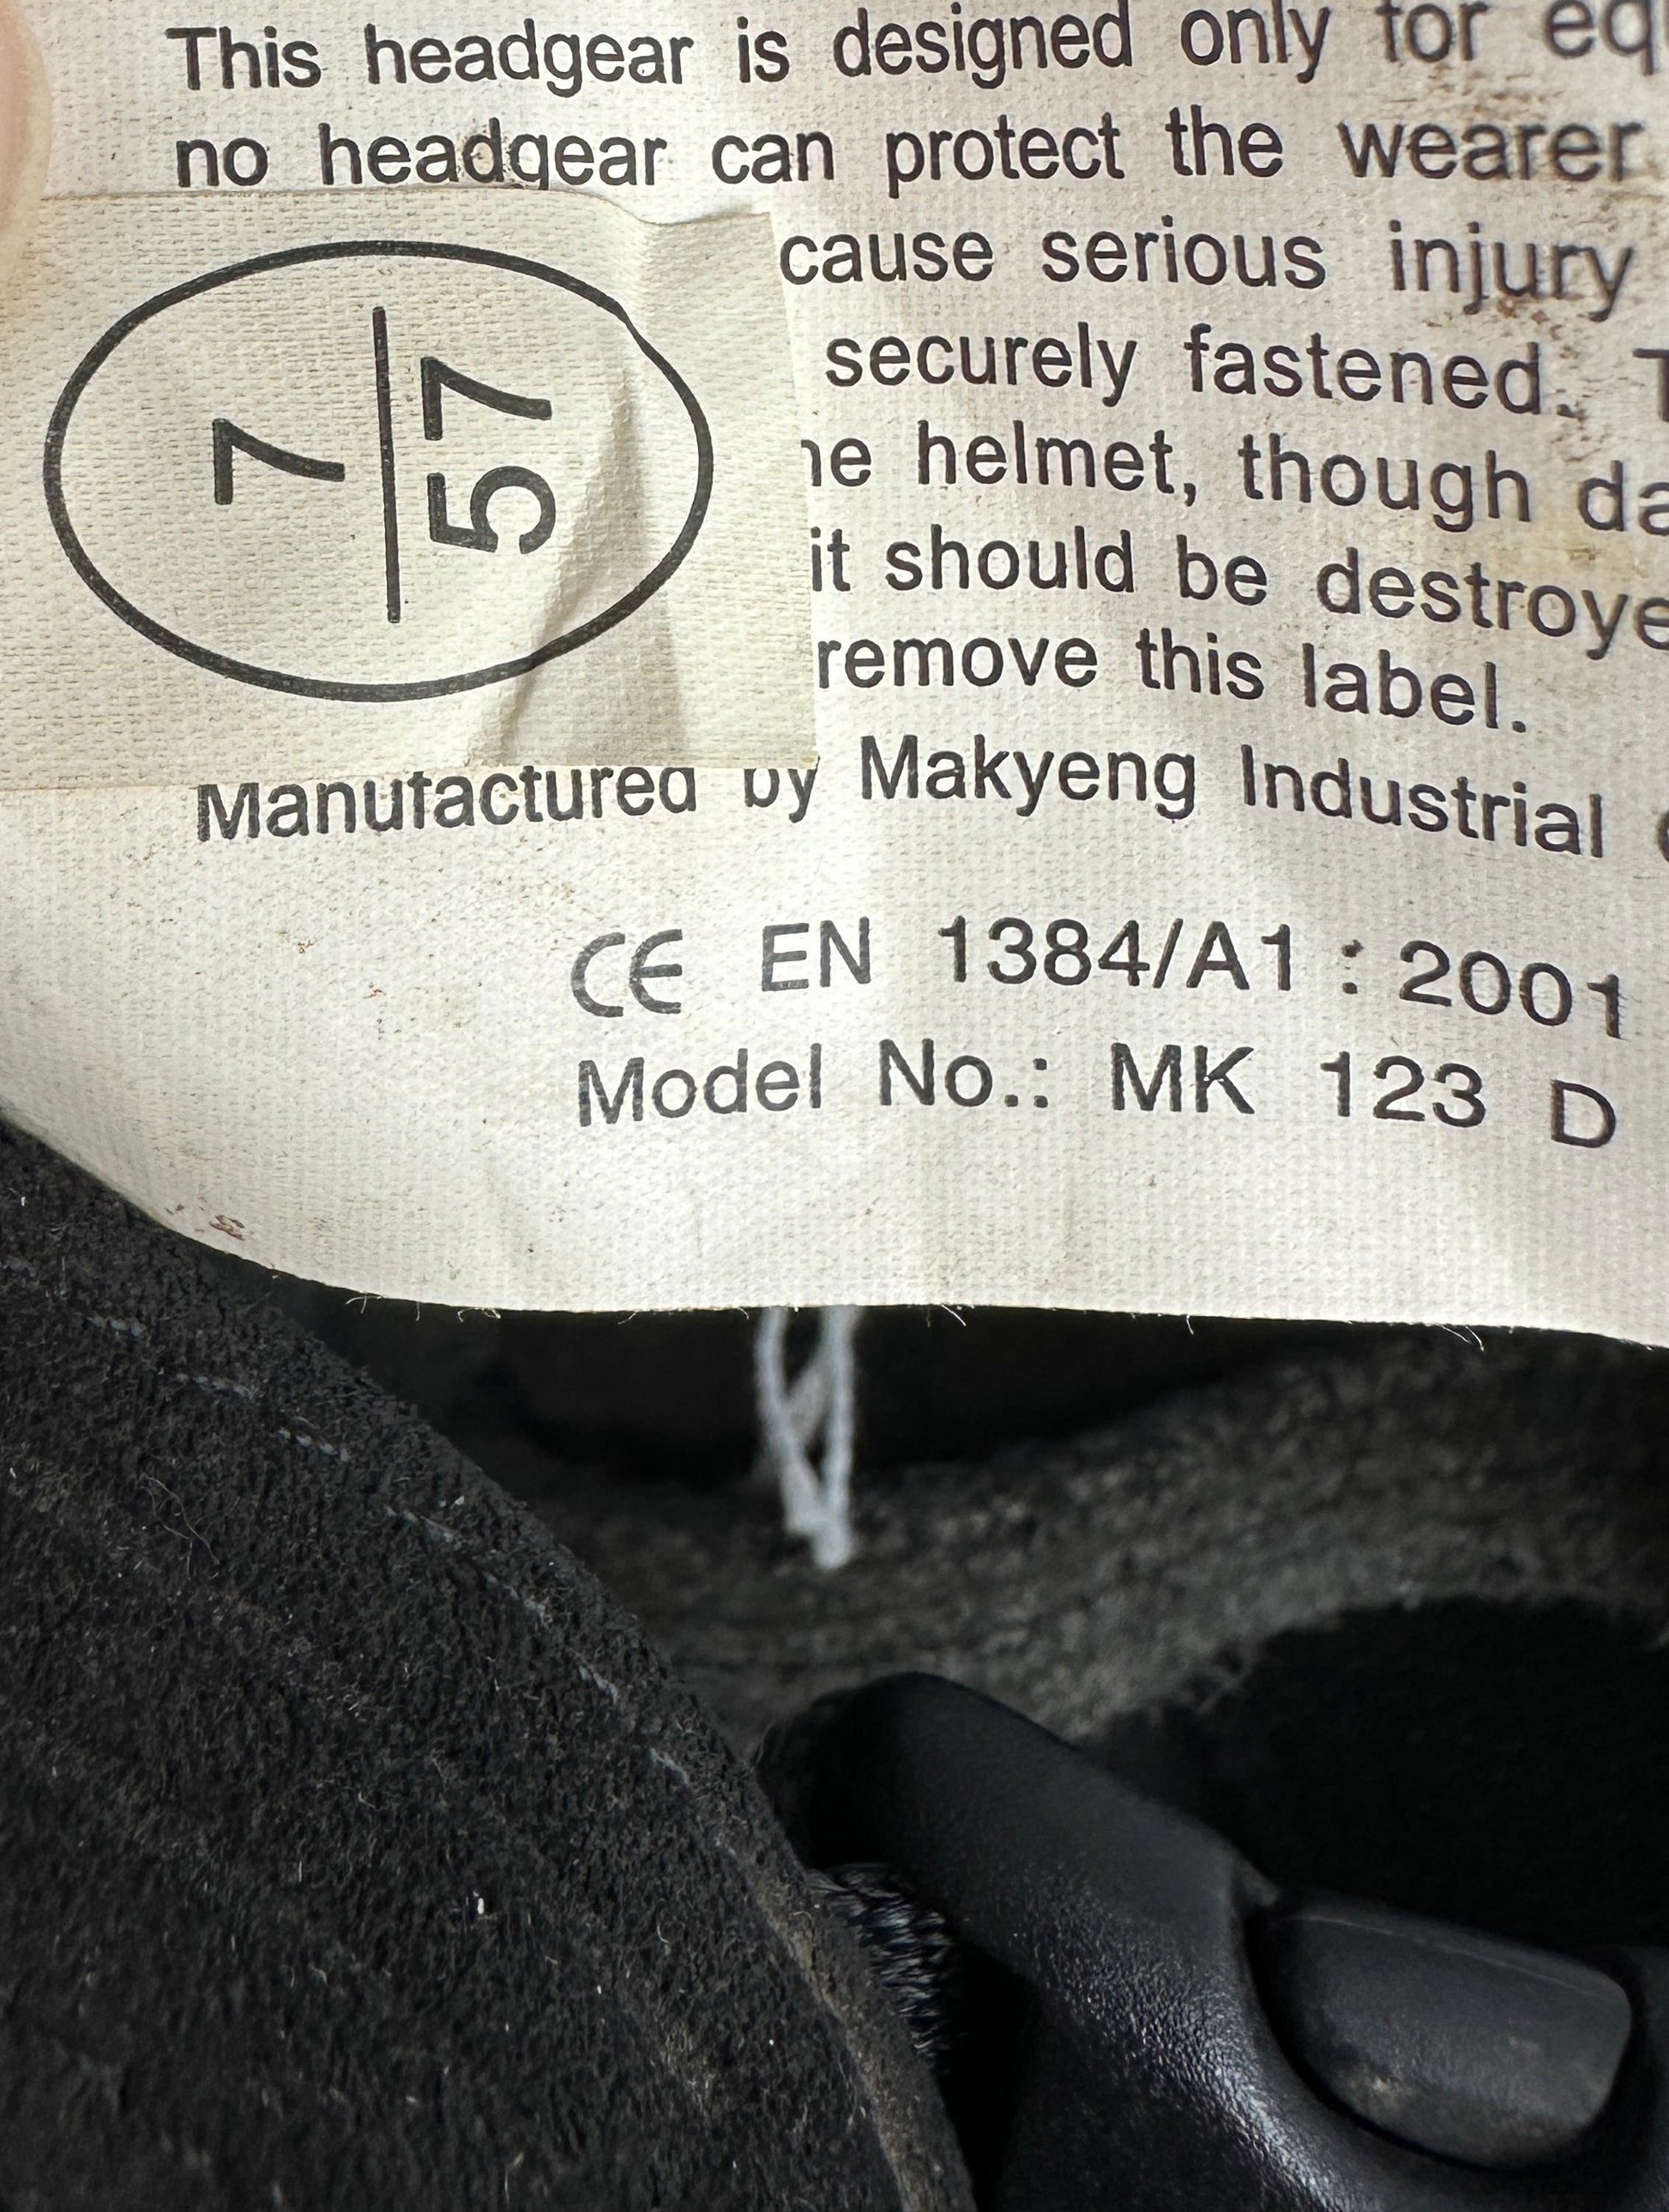 This headgear is designed only for
no headgear can protect the wearer
cause serious injury
securely fastened.
helmet, though
it should be
remove this label.
Manufactured by Makyeng Industrial
CE EN 1384/A1 : 2001
Model No.: MK 123 D
7
57